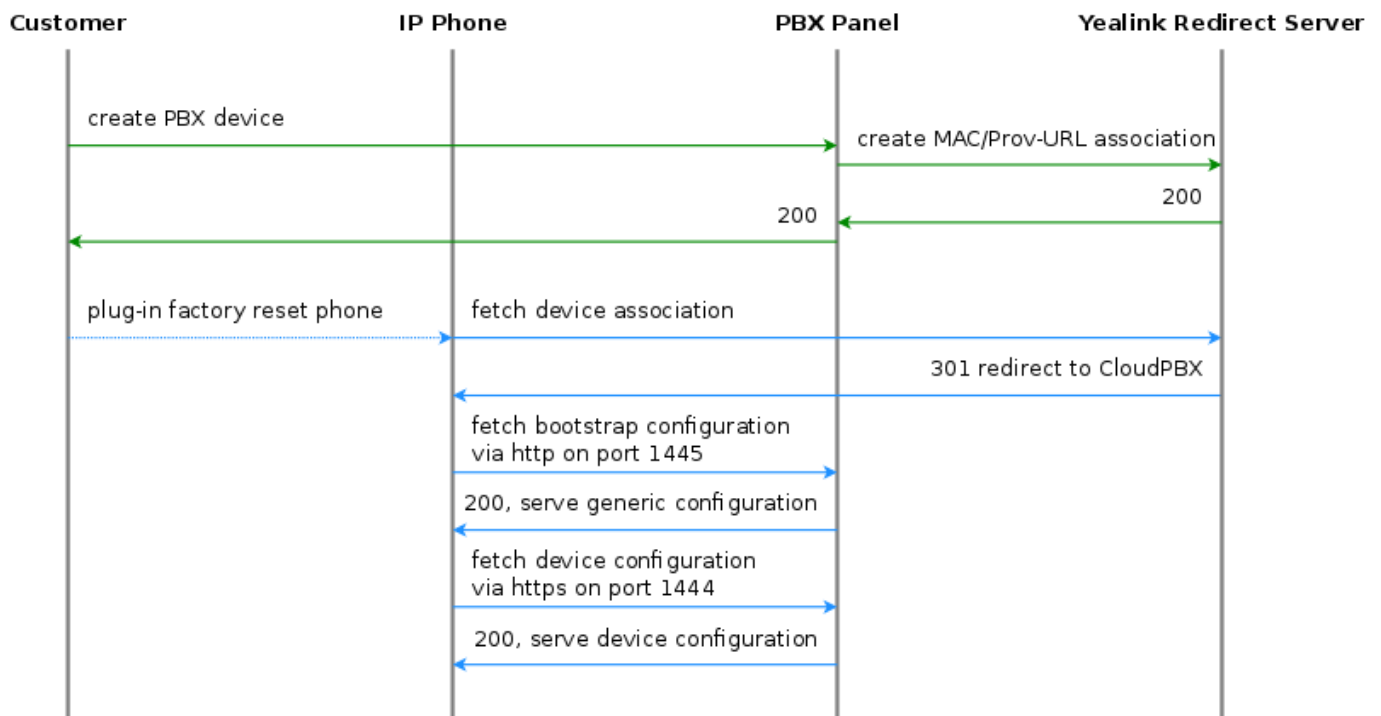 Customer
IP Phone
PBX Panel
Yealink Redirect Server
create PBX device
create MAC/Prov-URL association
200
200
plug-in factory reset phone
fetch device association
301 redirect to CloudPBX
fetch bootstrap configuration
via http on port 1445
200, serve generic configuration
fetch device configuration
via https on port 1444
200, serve device configuration